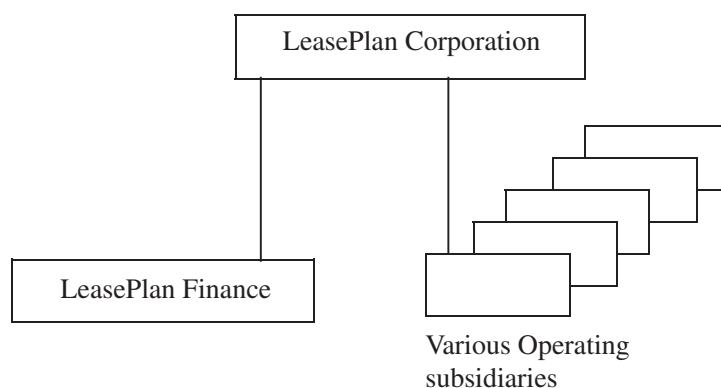 LeasePlan Corporation
LeasePlan Finance
Various Operating
subsidiaries